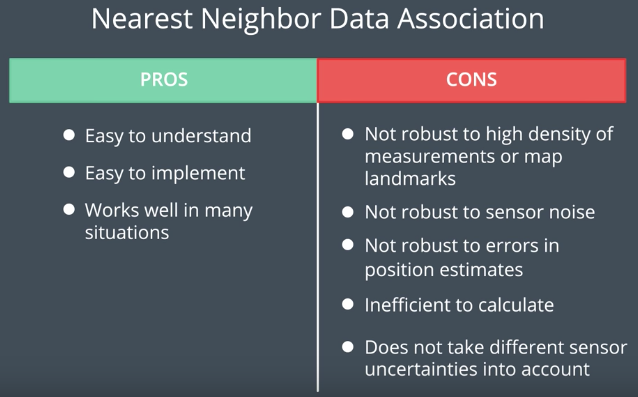 Nearest Neighbor Data Association
PROS
CONS
● Easy to understand
● Easy to implement
● Works well in many
situations
● Not robust to high density of
measurements or map
landmarks
● Not robust to sensor noise
● Not robust to errors in
position estimates
● Inefficient to calculate
● Does not take different sensor
uncertainties into account